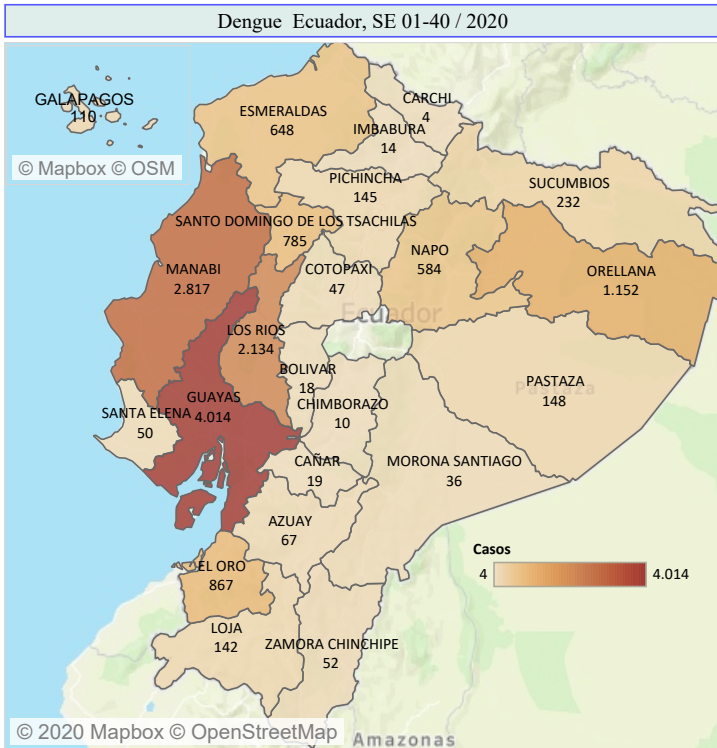 Dengue Ecuador, SE 01-40 / 2020
GALAPAGOS
110
© Mapbox © OSM
ESMERALDAS
648
CARCHI
4
IMBABURA
14
PICHINCHA
145
SUCUMBIOS
232
SANTO DOMINGO DE LOS TSACHILAS
785
MANABI
2.817
COTOPAXI
47
NAPO
584
ORELLANA
1.152
Ecuador
LOS RIOS
2.134
BOLIVAR
18
PASTAZA
148
Pastaza
GUAYAS
4.014
SANTA ELENA
50
CHIMBORAZO
10
CAÑAR
19
MORONA SANTIAGO
36
AZUAY
67
EL ORO
867
Casos
4
4.014
LOJA
142
ZAMORA CHINCHIPE
52
© 2020 Mapbox © OpenStreetMap
Amazonas